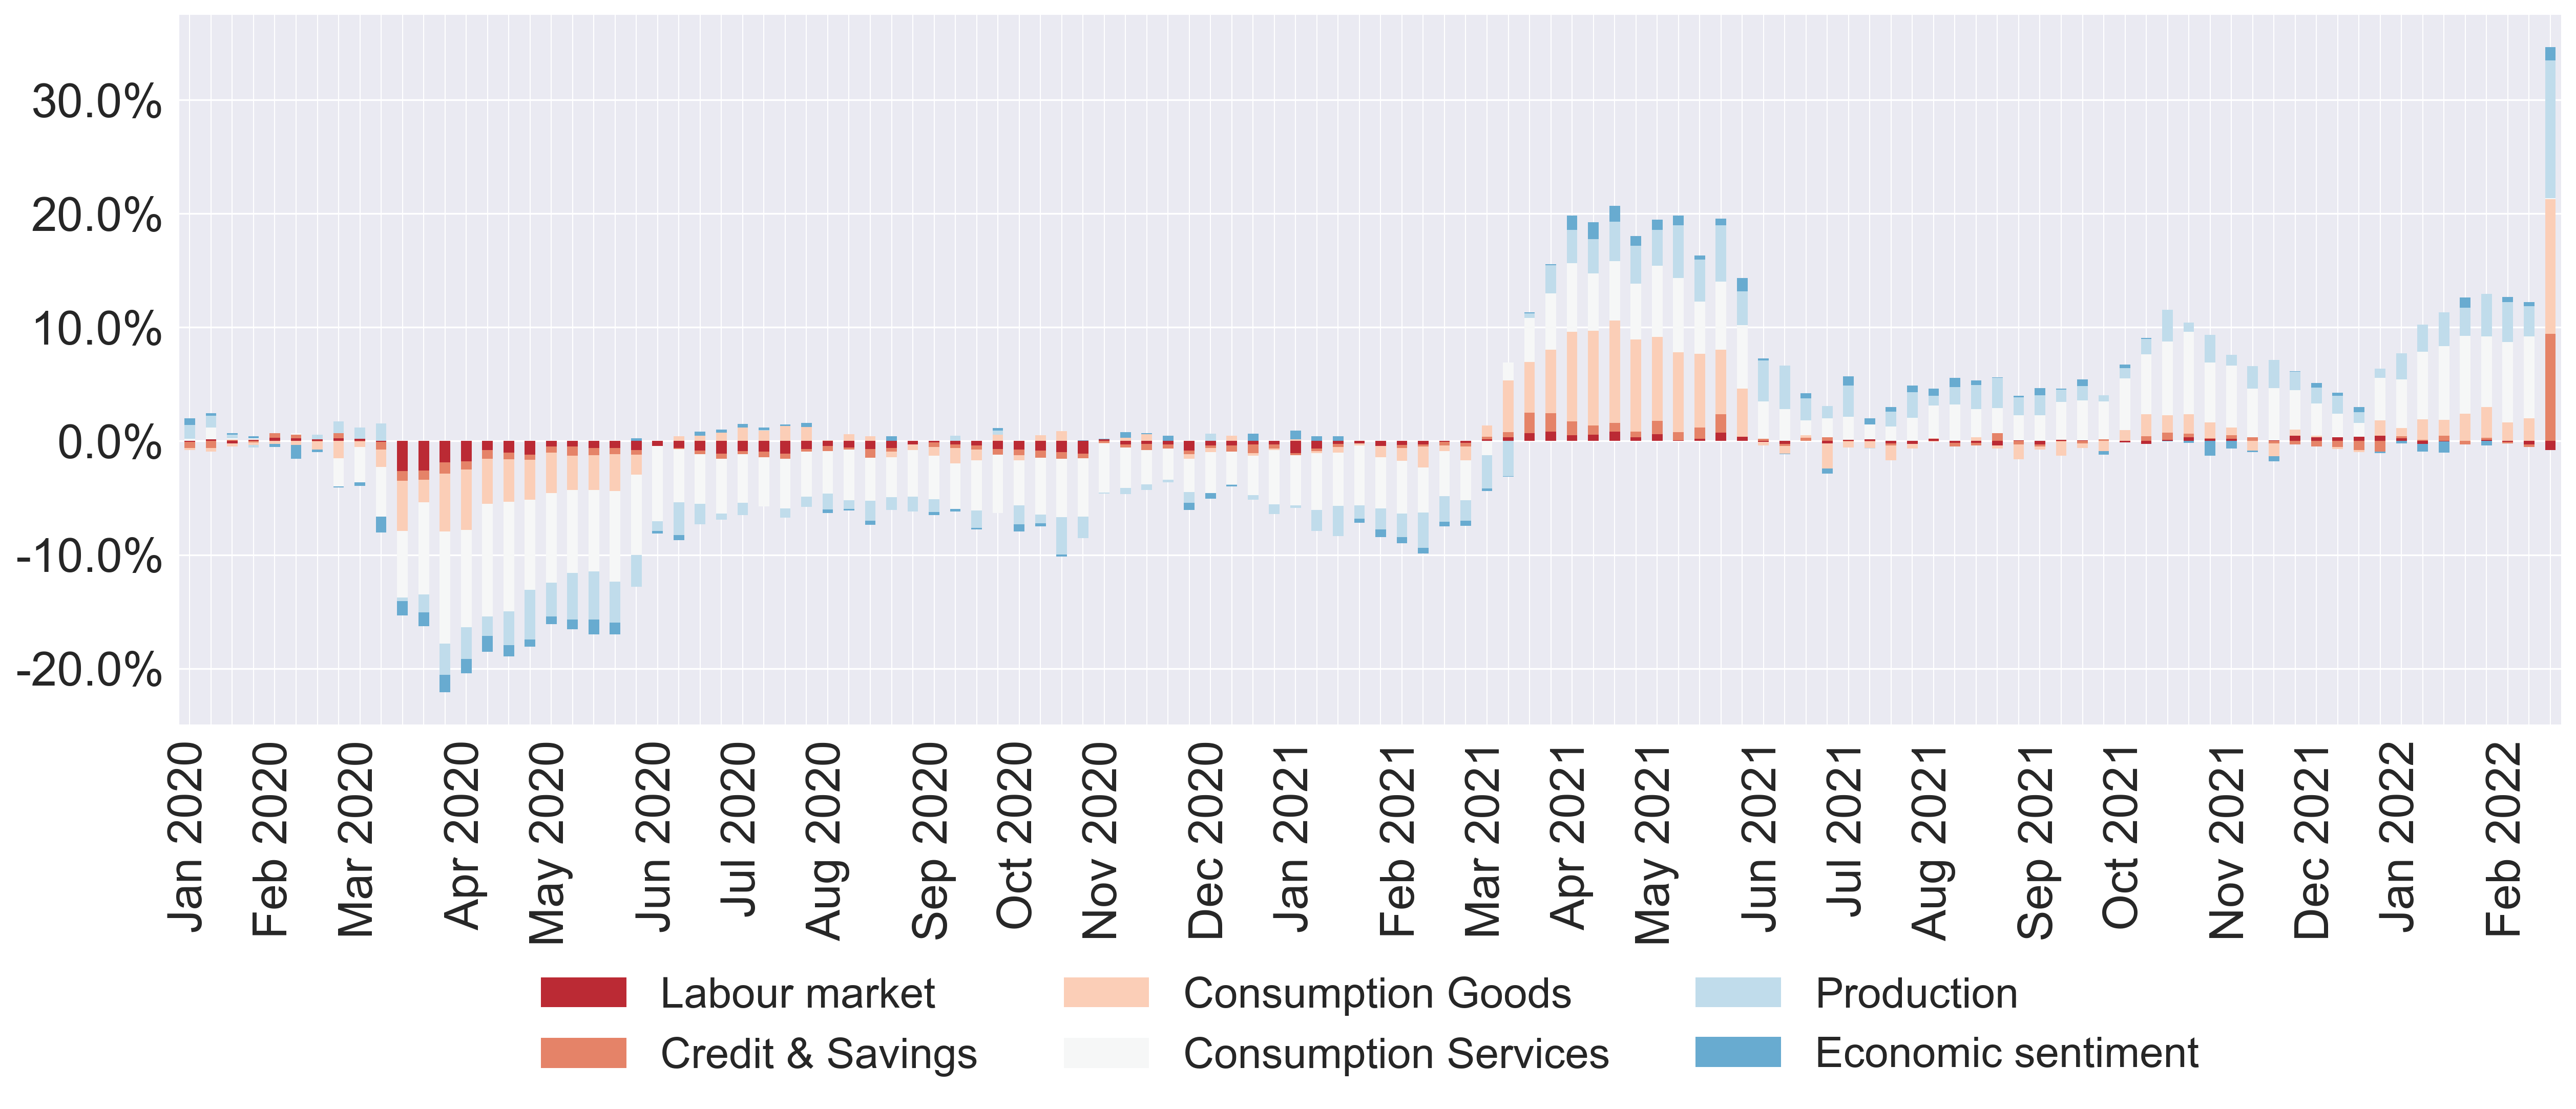 30.0%
20.0%
10.0%
0.0%
-10.0%
-20.0%
Jan 2020
Feb 2020
Mar 2020
Apr 2020
May 2020
Jun 2020
Jul 2020
Aug 2020
Sep 2020
Oct 2020
Nov 2020
Dec 2020
Jan 2021
Feb 2021
Mar 2021
Apr 2021
May 2021
Jun 2021
Jul 2021
Aug 2021
Sep 2021
Oct 2021
Nov 2021
Dec 2021
Jan 2022
Feb 2022
Labour market
Credit & Savings
Consumption Goods
Consumption Services
Production
Economic sentiment